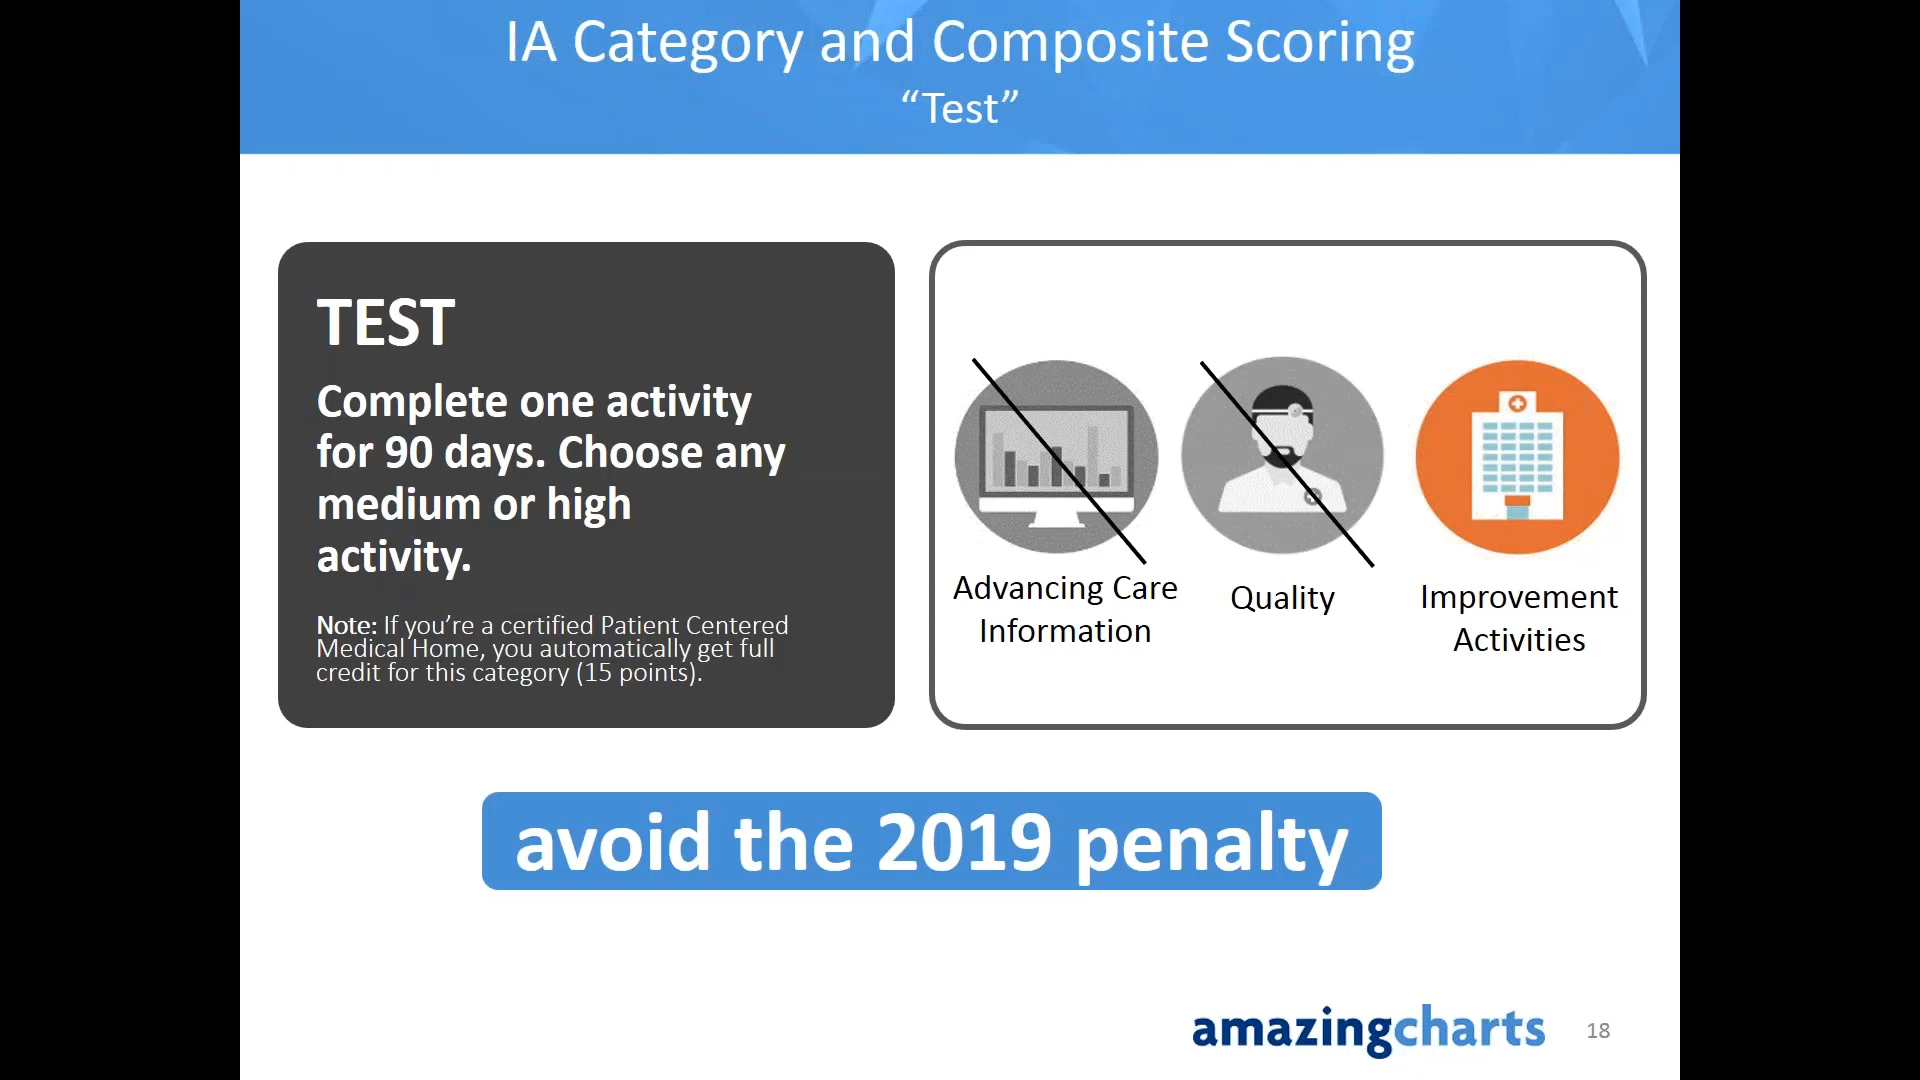 IA Category and Composite Scoring
“Test”
TEST
Complete one activity
for 90 days. Choose any
medium or high
activity.
Note: If you’re a certified Patient Centered
Medical Home, you automatically get full
credit for this category (15 points).
Advancing Care
Information
Quality
Improvement
Activities
avoid the 2019 penalty
amazingcharts
18